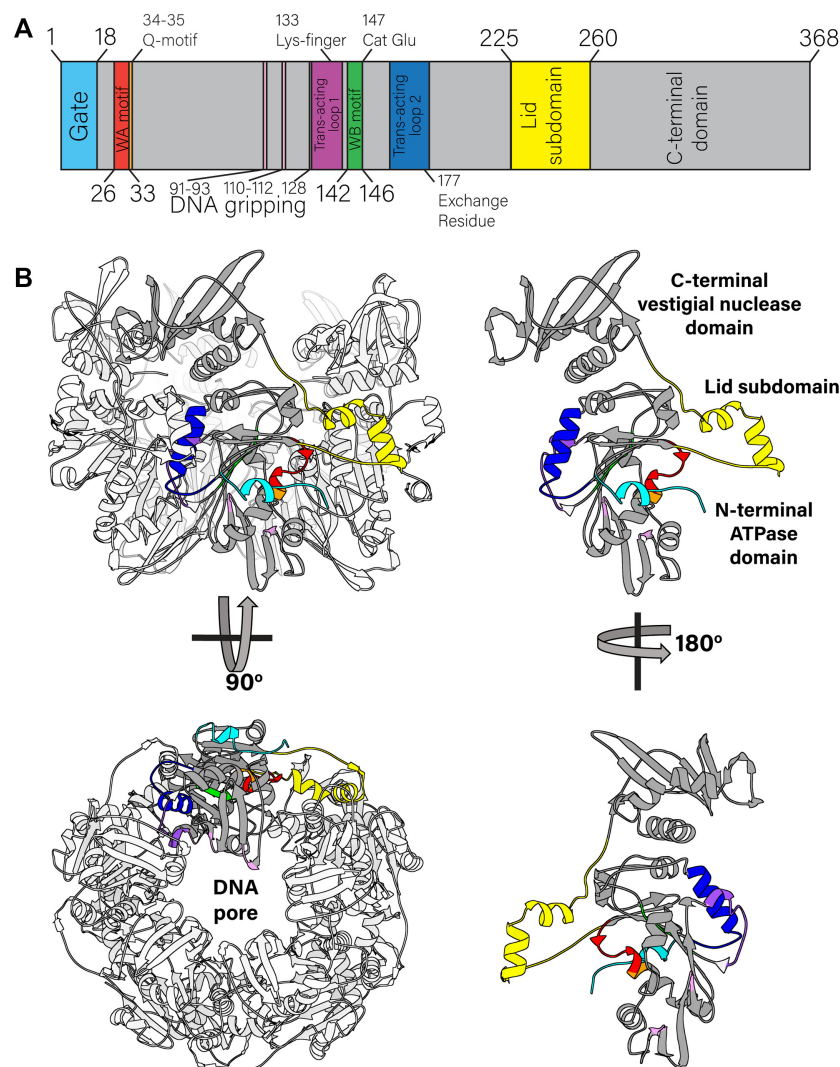 A
34-35
Q-motif
133
Lys-finger
147
Cat Glu
1
18
225
260
368
Gate
WA motif
Trans-acting
loop 1
WB motif
Trans-acting
loop 2
Lid
subdomain
C-terminal
domain
26
33
91-93
110-112
128
DNA gripping
142
146
177
Exchange
Residue
B
C-terminal
vestigial nuclease
domain
Lid subdomain
N-terminal
ATPase
domain
90º
180º
DNA
pore